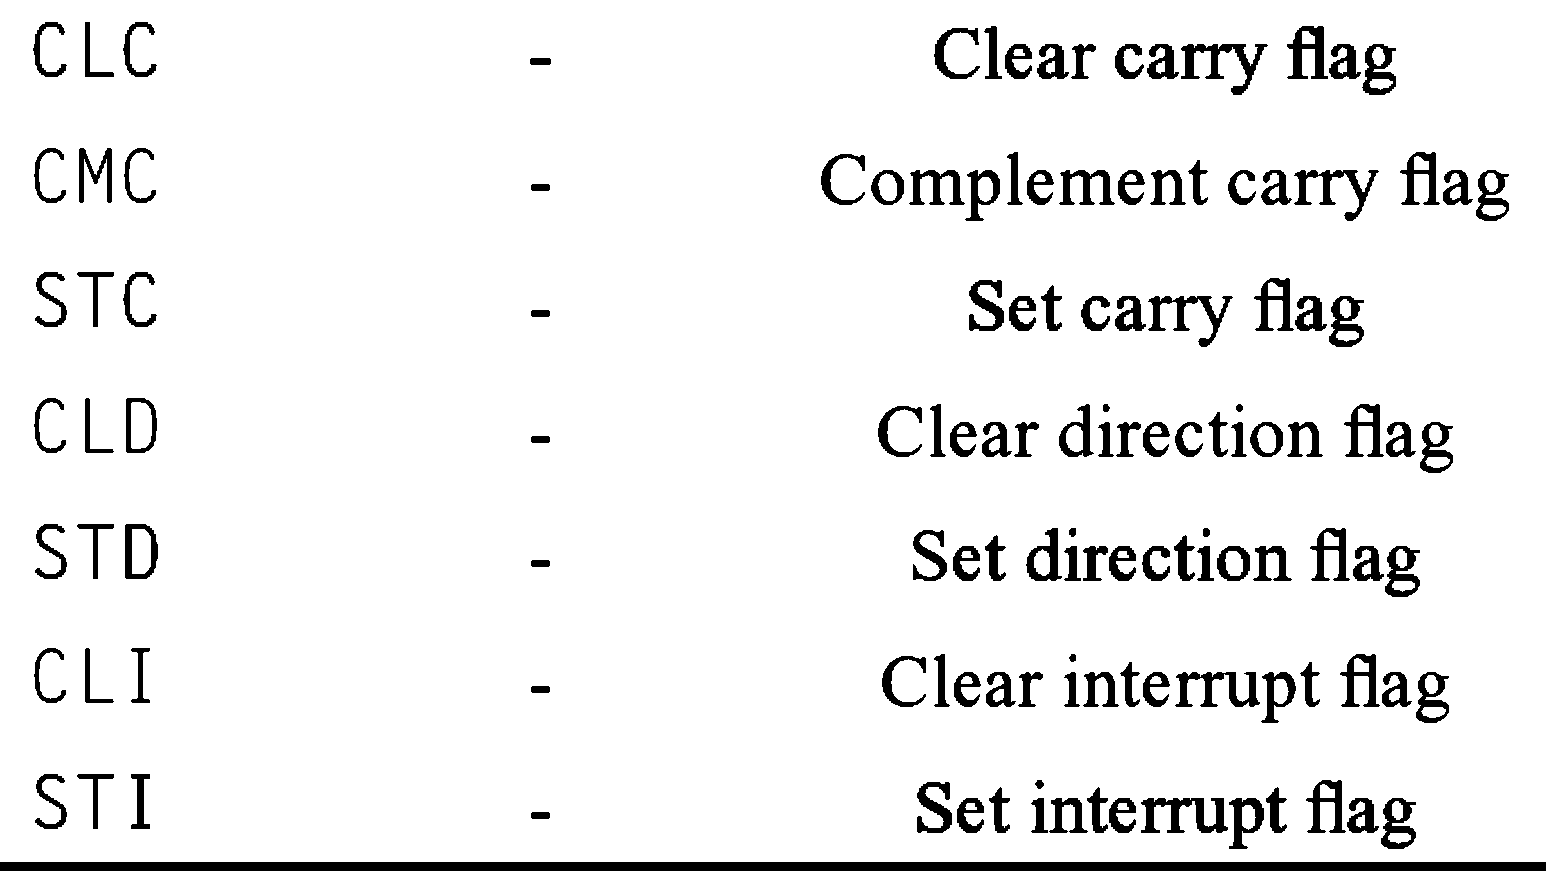 CLC - Clear carry flag
CMC - Complement carry flag
STC - Set carry flag
CLD - Clear direction flag
STD - Set direction flag
CLI - Clear interrupt flag
STI - Set interrupt flag